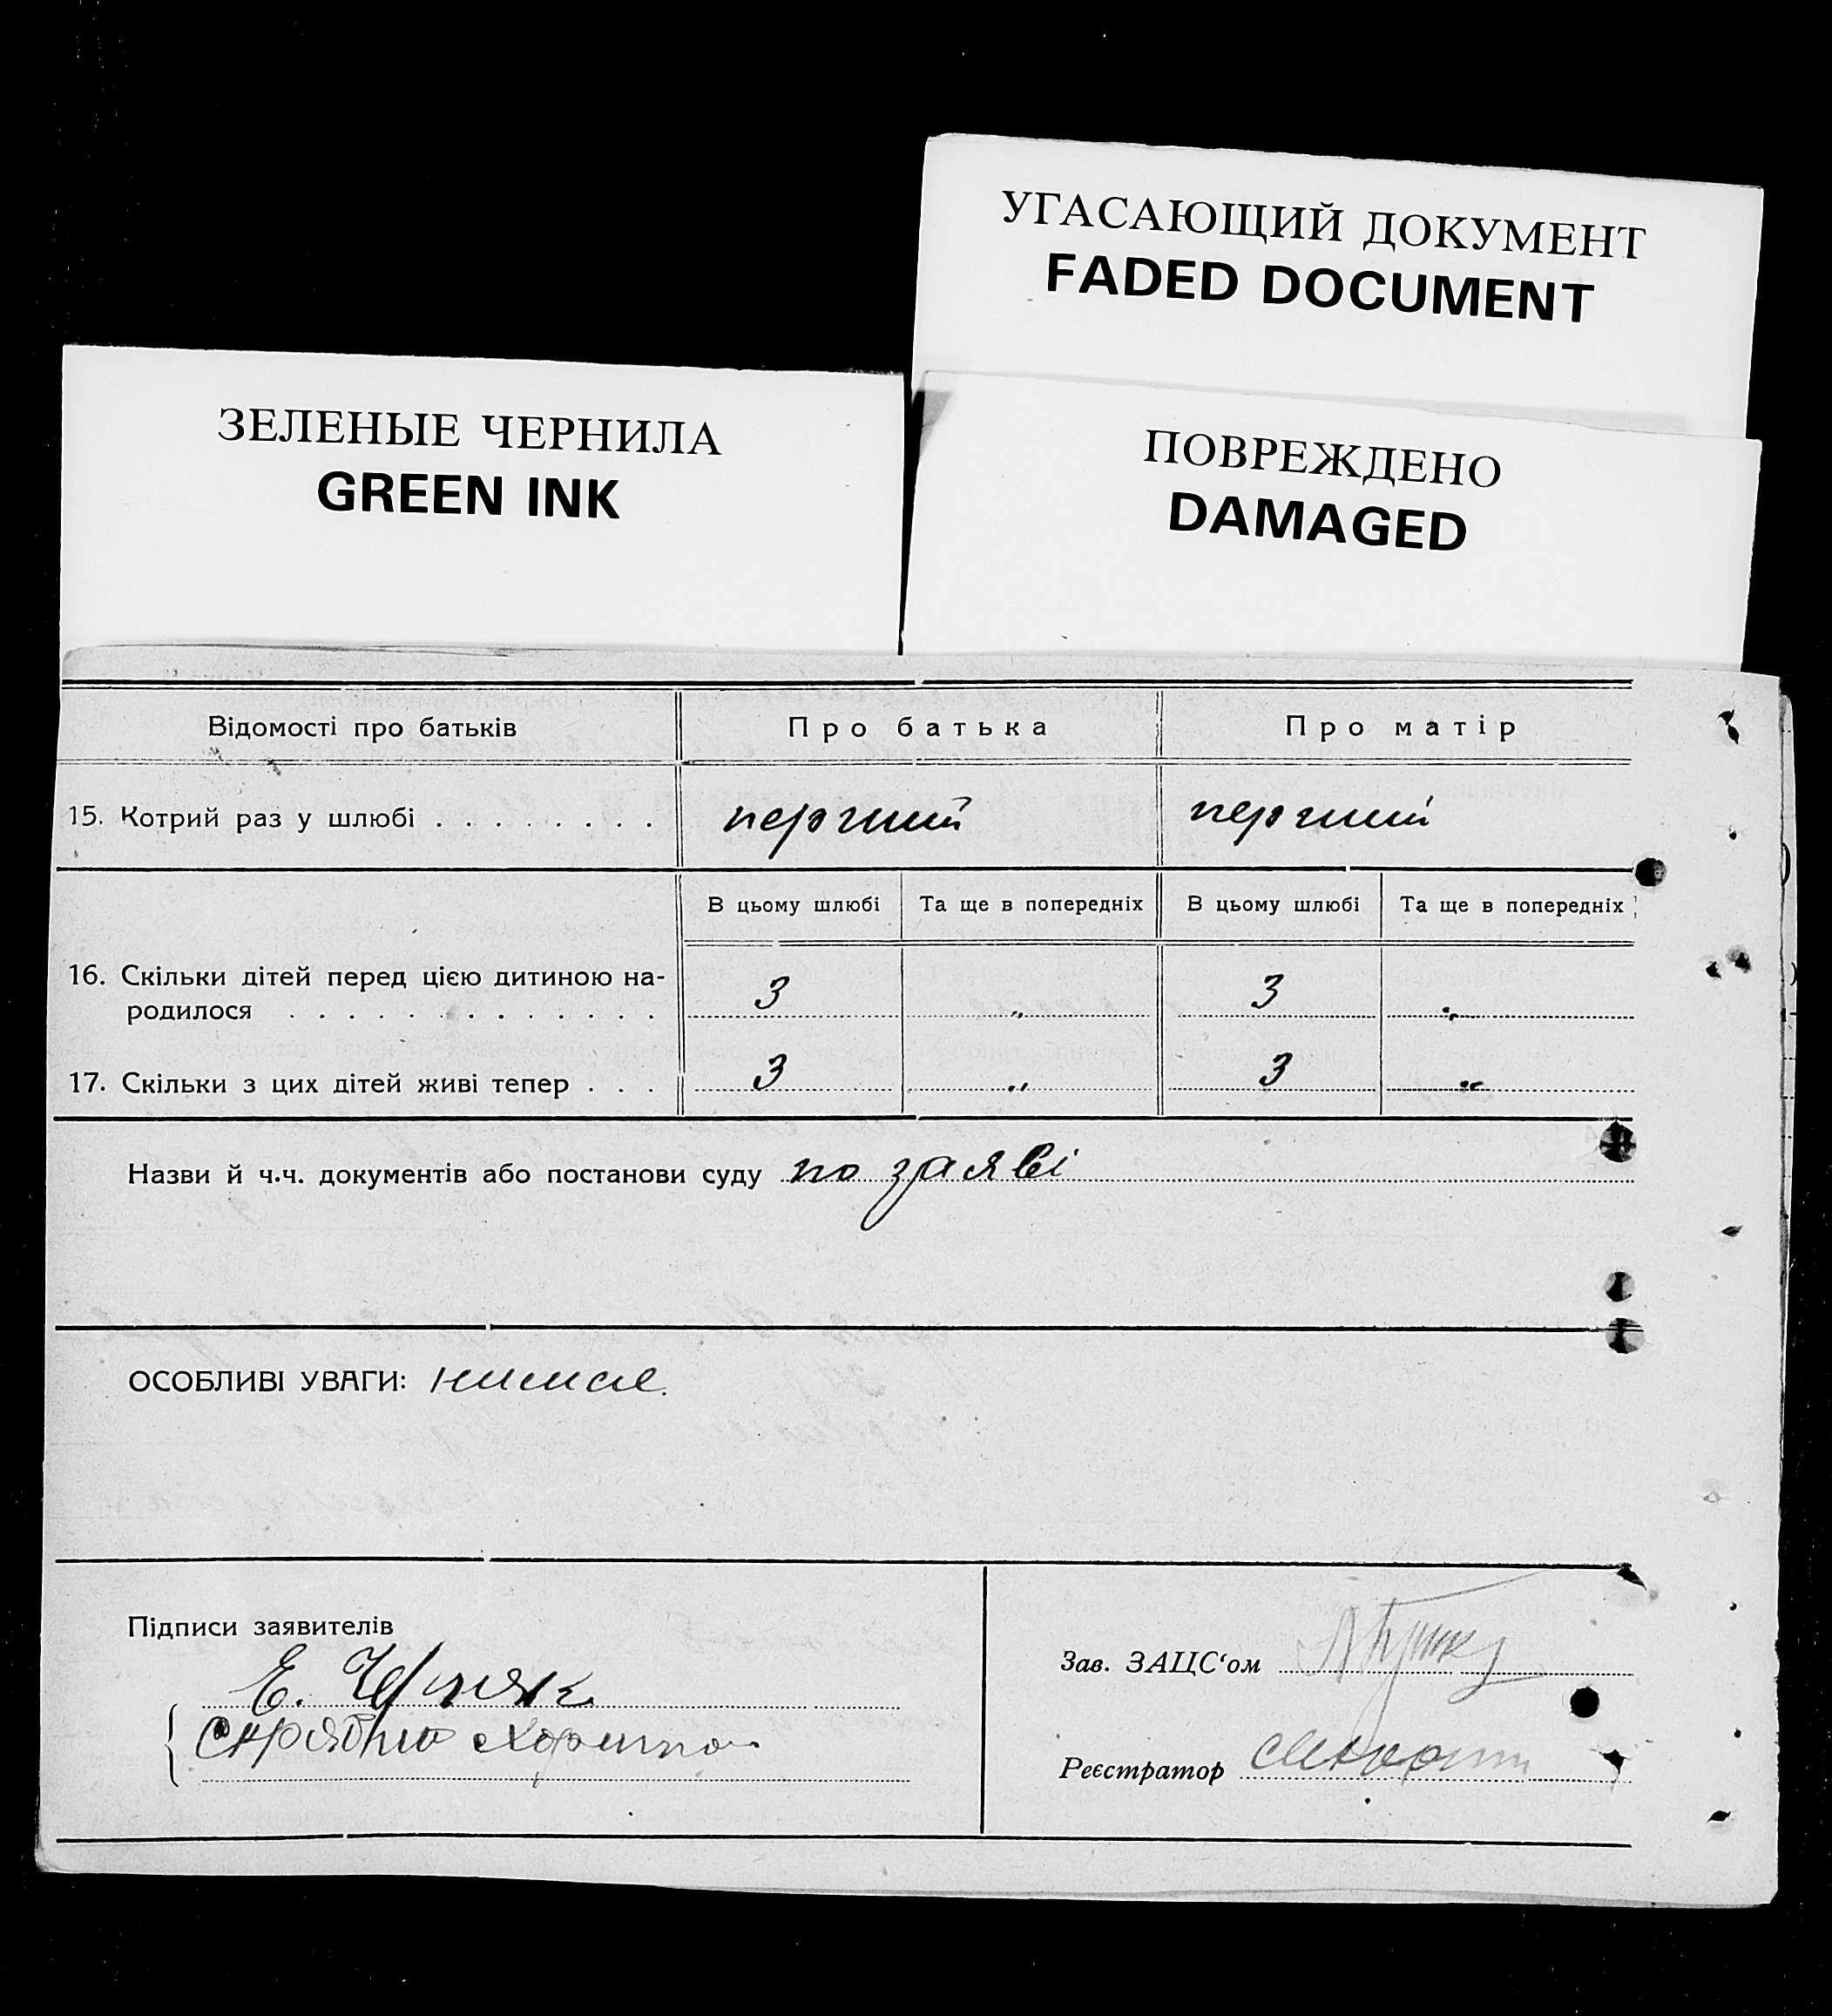 УГАСАЮЩИЙ ДОКУМЕНТ
FADED DOCUMENT
ЗЕЛЕНЫЕ ЧЕРНИЛА
GREEN INK
ПОВРЕЖДЕНО
DAMAGED
Відомості про батьків Про батька Про матір
15. Котрий раз у шлюбі . . . . . . . . перший перший
В цьому шлюбі Та ще в попередніх В цьому шлюбі Та ще в попередніх
16. Скільки дітей перед цією дитиною на-
родилося . . . . . . . . . . . . . 3 „ 3 „
17. Скільки з цих дітей живі тепер . . . 3 „ 3 „
Назви й ч.ч. документів або постанови суду по заяві
ОСОБЛИВІ УВАГИ: нимае.
Підписи заявителів
Е.
Зав. ЗАЦС‘ом
Реєстратор